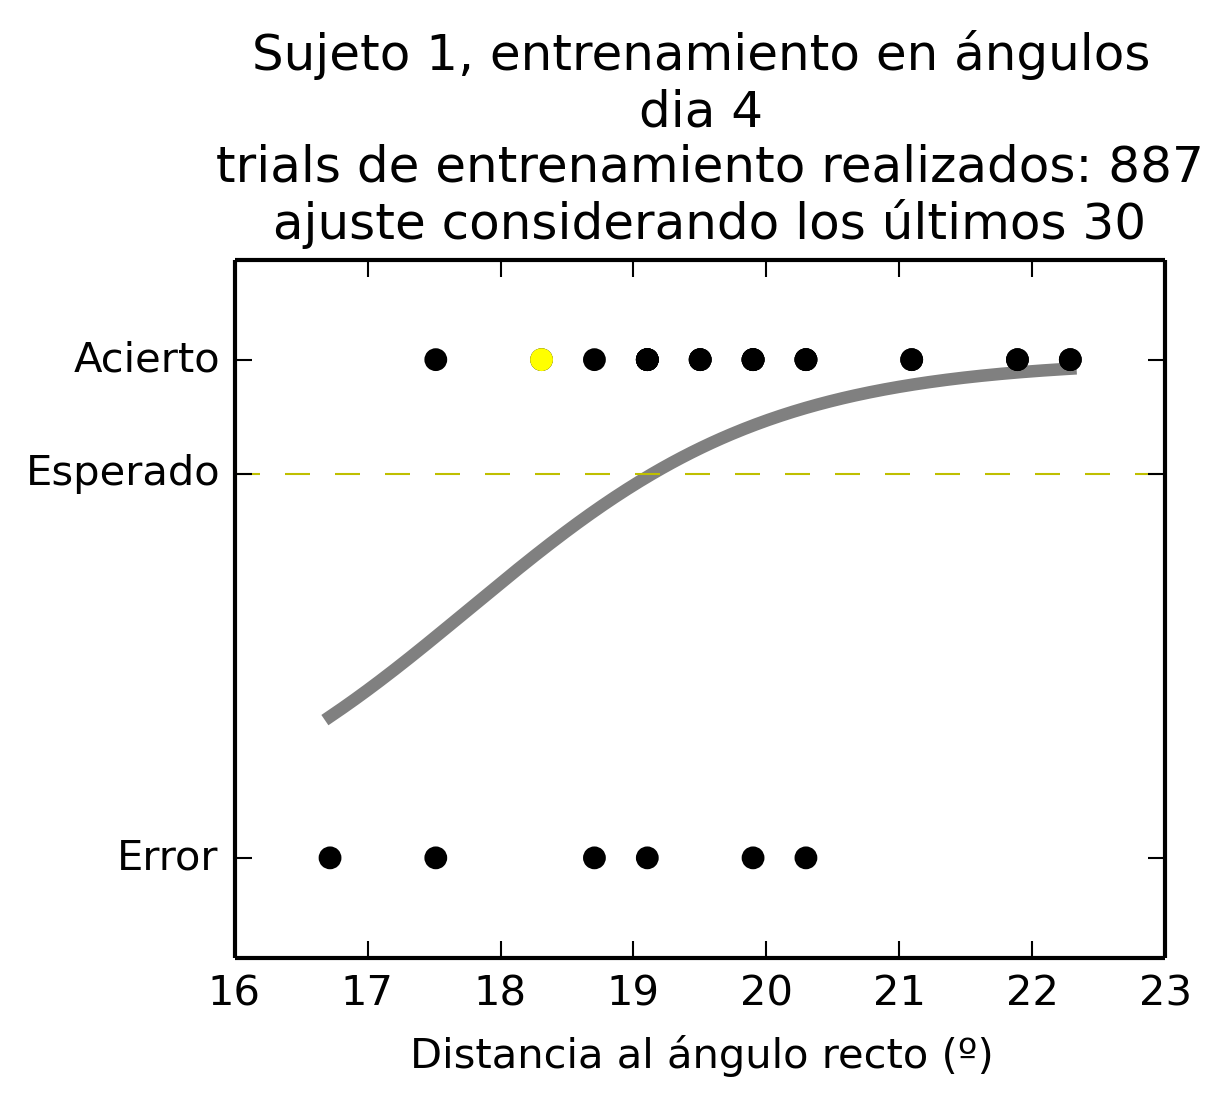 Sujeto 1, entrenamiento en ángulos
dia 4
trials de entrenamiento realizados: 887
ajuste considerando los últimos 30
Acierto
Esperado
Error
16 17 18 19 20 21 22 23
Distancia al ángulo recto (º)